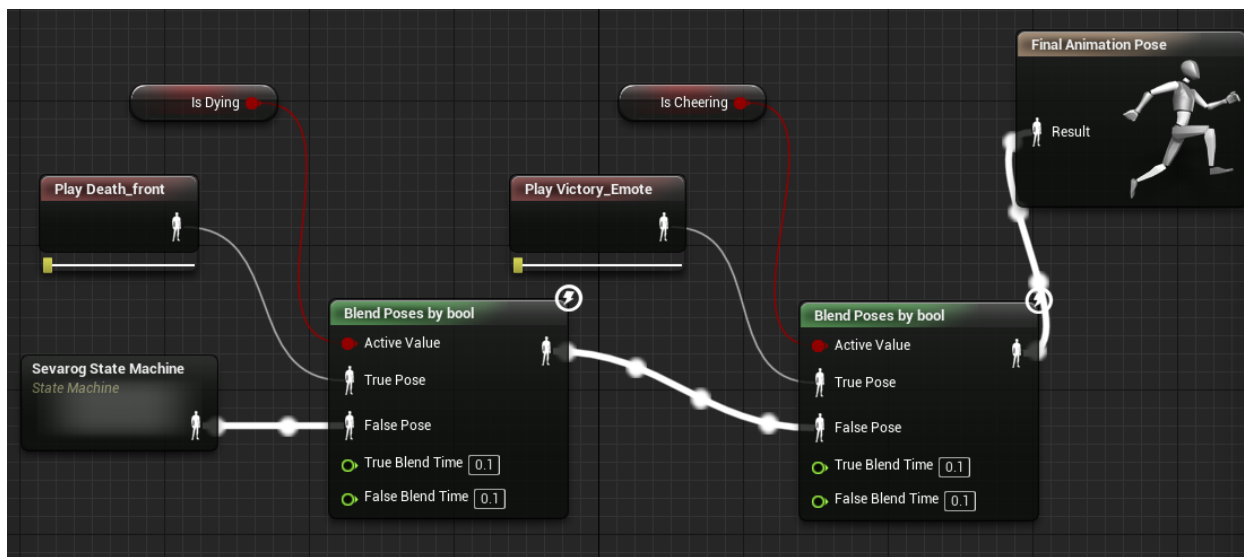 Final Animation Pose
Result
Is Dying
Is Cheering
Play Death_front
Play Victory_Emote
Blend Poses by bool
Active Value
True Pose
False Pose
True Blend Time 0.1
False Blend Time 0.1
Sevarog State Machine
State Machine
Blend Poses by bool
Active Value
True Pose
False Pose
True Blend Time 0.1
False Blend Time 0.1